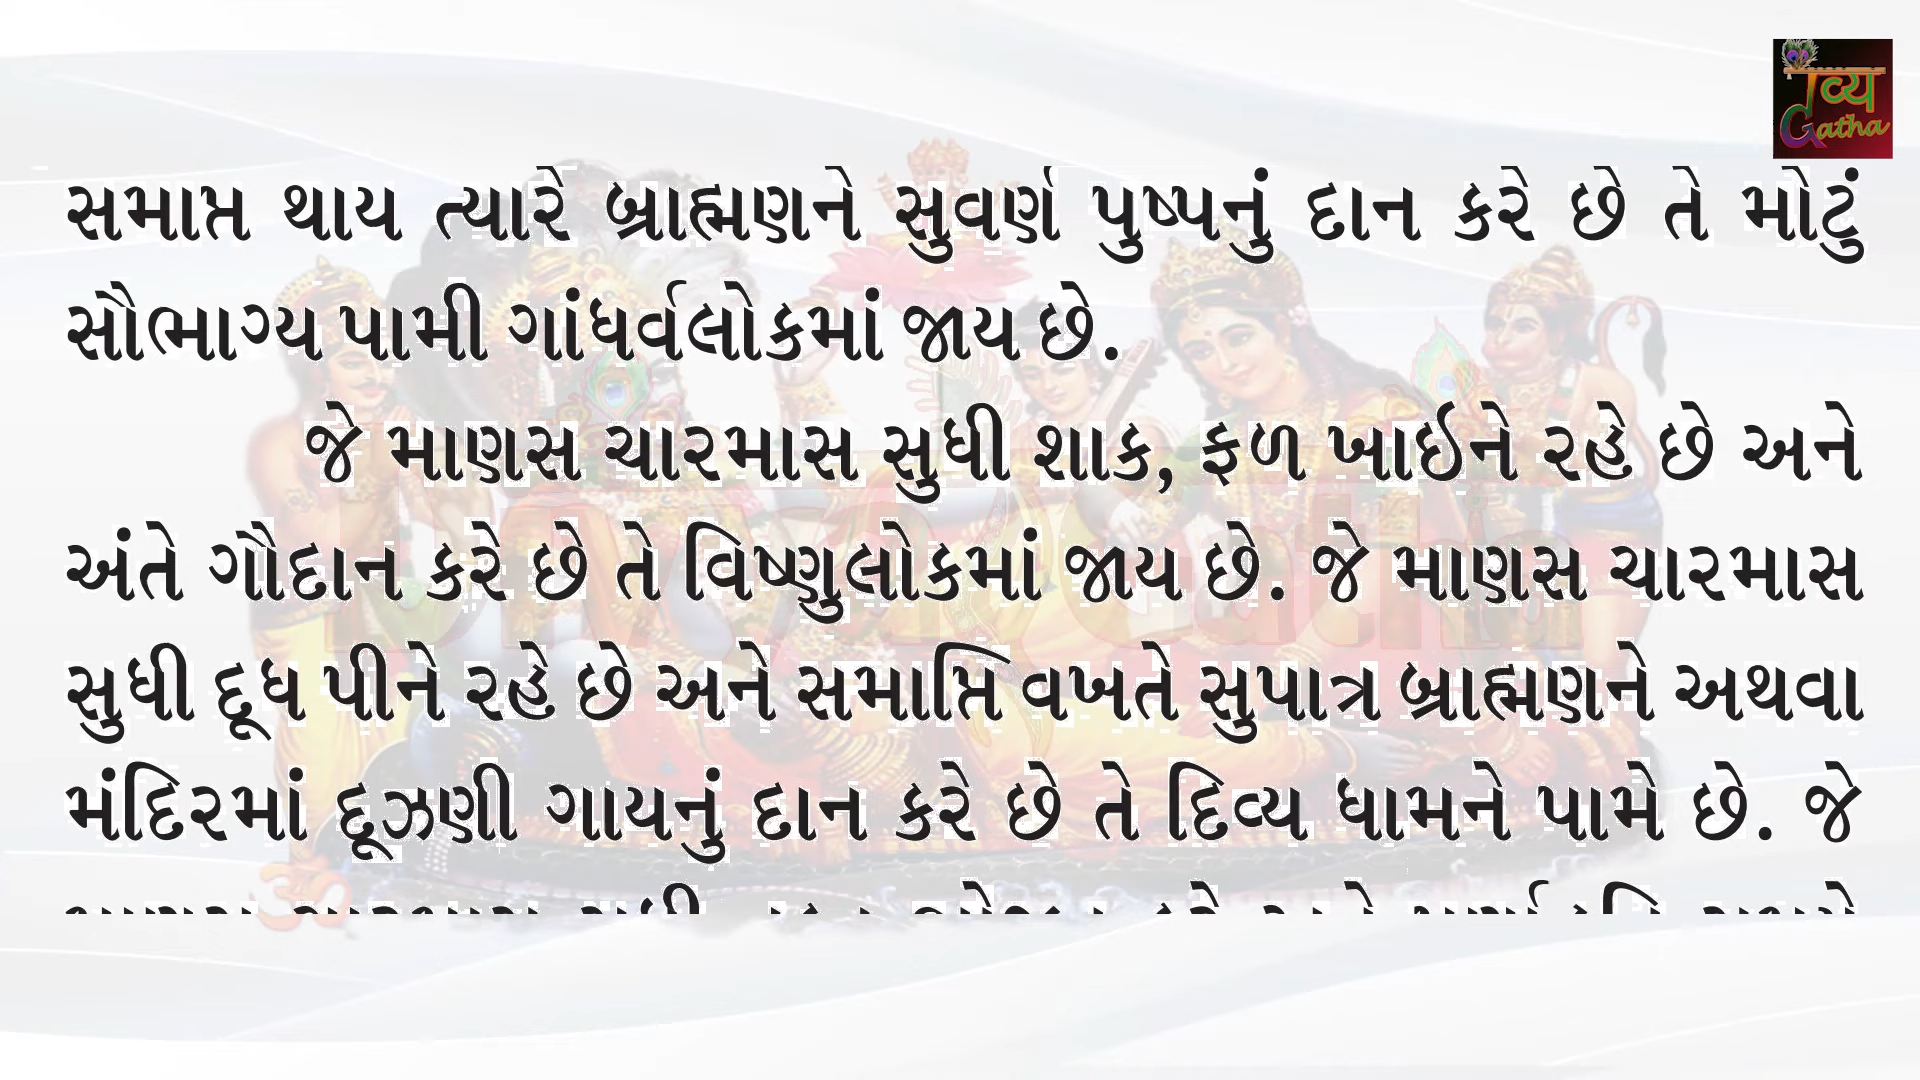 દિવ્ય
Gatha
સમાપ્ત થાય ત્યારે બ્રાહ્મણને સુવર્ણ પુષ્પનું દાન કરે છે તે મોટું
સૌભાગ્ય પામી ગાંધર્વલોકમાં જાય છે.
જે માણસ ચારમાસ સુધી શાક, ફળ ખાઈને રહે છે અને
અંતે ગૌદાન કરે છે તે વિષ્ણુલોકમાં જાય છે. જે માણસ ચારમાસ
સુધી દૂધ પીને રહે છે અને સમાપ્તિ વખતે સુપાત્ર બ્રાહ્મણને અથવા
મંદિરમાં દૂઝણી ગાયનું દાન કરે છે તે દિવ્ય ધામને પામે છે. જે